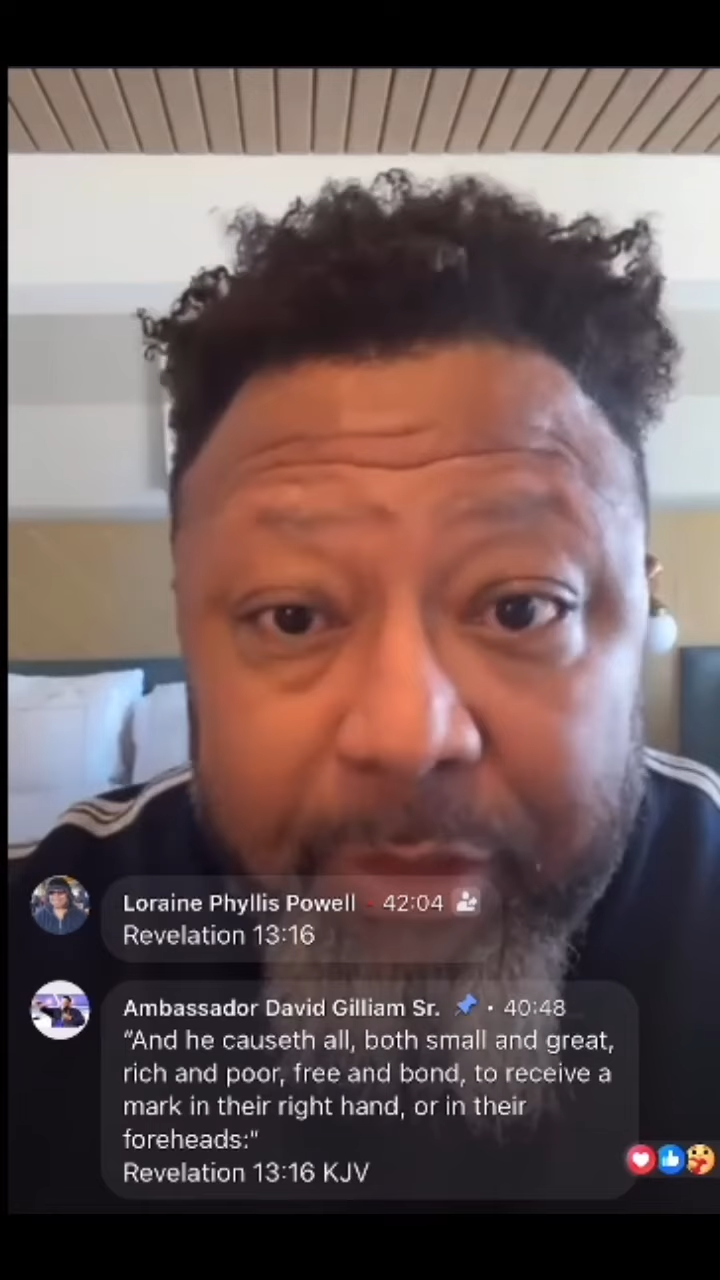 Loraine Phyllis Powell • 42:04
Revelation 13:16
Ambassador David Gilliam Sr. • 40:48
“And he causeth all, both small and great,
rich and poor, free and bond, to receive a
mark in their right hand, or in their
foreheads:”
Revelation 13:16 KJV